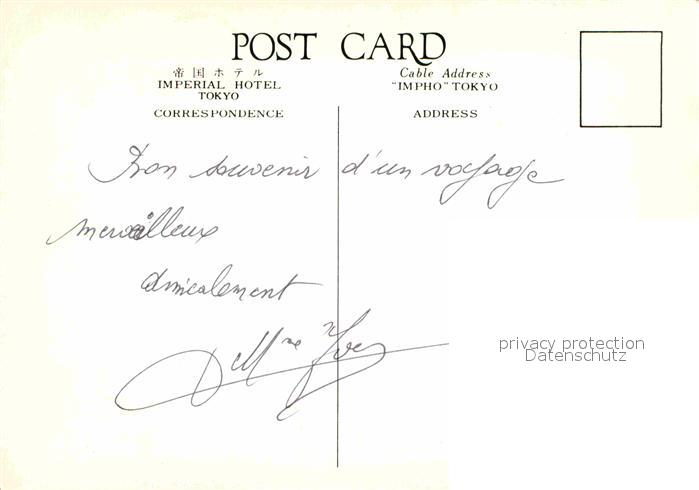 POST CARD
帝国ホテル
IMPERIAL HOTEL
TOKYO
Cable Address
"IMPHO" TOKYO
CORRESPONDENCE
ADDRESS
Bon souvenir d'un voyage
merveilleux
amicalement
Mme
privacy protection
Datenschutz